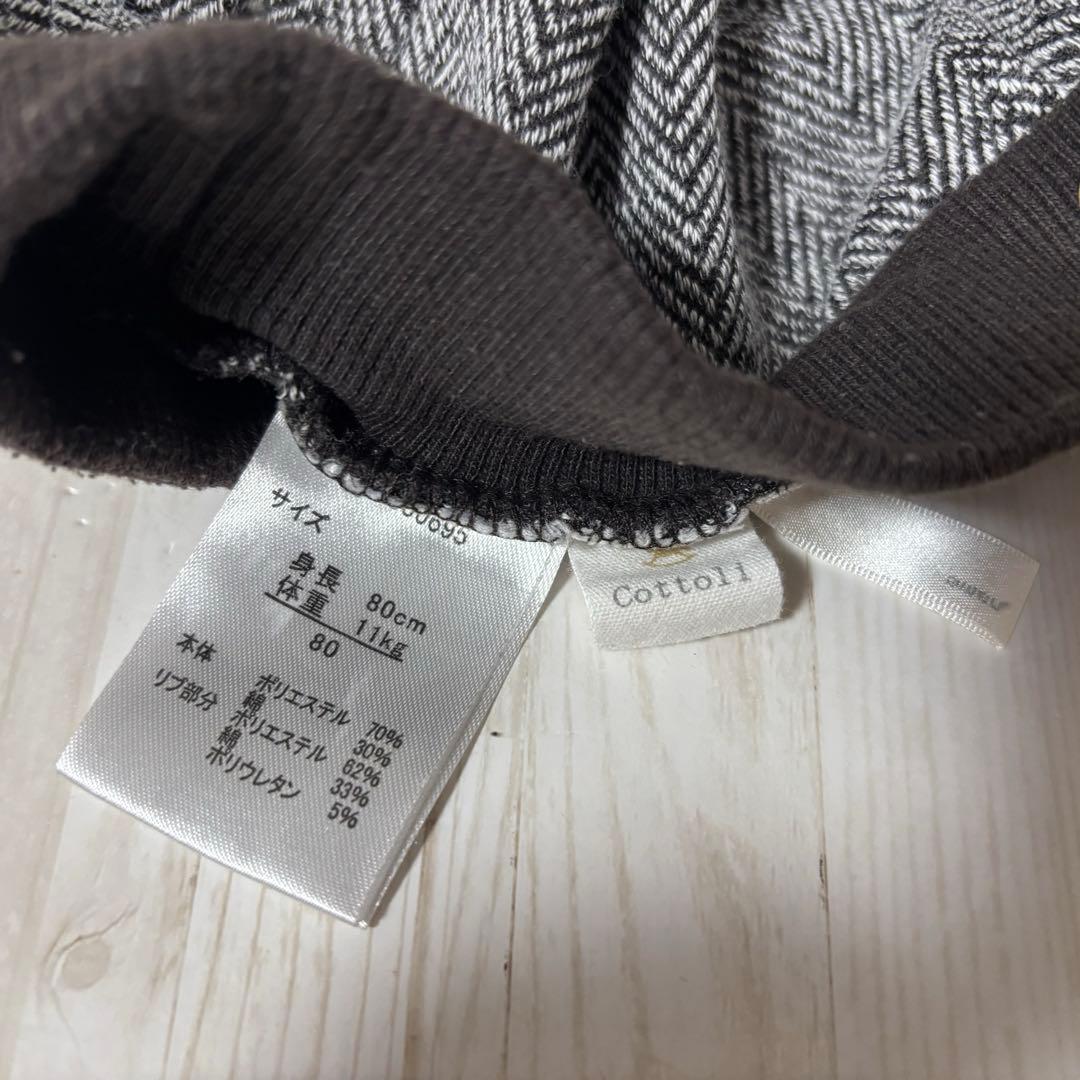 サイズ
身長 80cm
体重 11kg
80
本体 ポリエステル 70%
綿 30%
リブ部分 ポリエステル 62%
綿 33%
ポリウレタン 5%
Cottoli